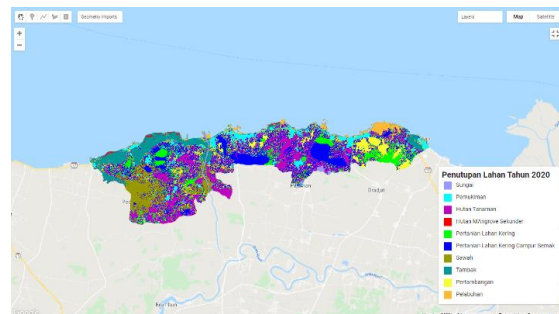 Geometry Imports
Layers
Map
Satellite
+
−
Penutupan Lahan Tahun 2020
Sungai
Pemukiman
Hutan Tanaman
Hutan MAngrove Sekunder
Pertanian Lahan Kering
Pertanian Lahan Kering Campur Semak
Sawah
Tambak
Pertambangan
Pelabuhan